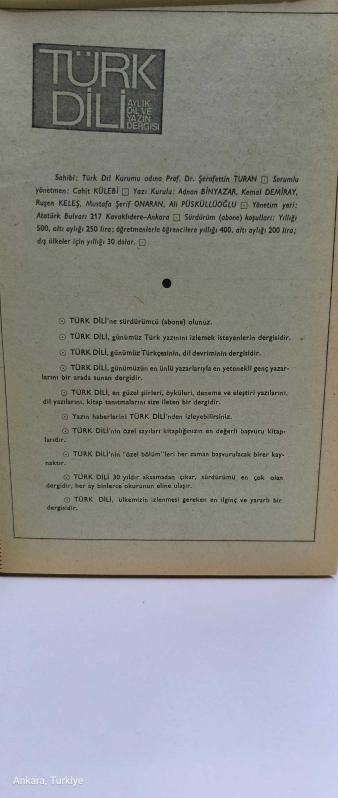 TÜRK
DİLİ
AYLIK
DİL VE
YAZIN
DERGİSİ
Sahibi: Türk Dil Kurumu adına Prof. Dr. Şerafettin TURAN ⊡ Sorumlu
yönetmen: Cahit KÜLEBİ ⊡ Yazı Kurulu: Adnan BİNYAZAR, Kemal DEMİRAY,
Ruşen KELEŞ, Mustafa Şerif ONARAN, Ali PÜSKÜLLÜOĞLU ⊡ Yönetim yeri:
Atatürk Bulvarı 217 Kavaklıdere-Ankara ⊡ Sürdürüm (abone) koşulları: Yıllığı
500, altı aylığı 250 lira; öğretmenlerle öğrencilere yıllığı 400, altı aylığı 200 lira;
dış ülkeler için yıllığı 30 dolar. ⊡
●
⊙ TÜRK DİLİ'ne sürdürümcü (abone) olunuz.
⊙ TÜRK DİLİ, günümüz Türk yazınını izlemek isteyenlerin dergisidir.
⊙ TÜRK DİLİ, günümüz Türkçesinin, dil devriminin dergisidir.
⊙ TÜRK DİLİ, günümüzün en ünlü yazarlarıyla en yetenekli genç yazar-
larını bir arada sunan dergidir.
⊙ TÜRK DİLİ, en güzel şiirleri, öyküleri, deneme ve eleştiri yazılarını,
dil yazılarını, kitap tanıtmalarını size ileten bir dergidir.
⊙ Yazın haberlerini TÜRK DİLİ'nden izleyebilirsiniz.
⊙ TÜRK DİLİ'nin özel sayıları kitaplığınızın en değerli başvuru kitap-
larıdır.
⊙ TÜRK DİLİ'nin "özel bölüm"leri her zaman başvurulacak birer kay-
naktır.
⊙ TÜRK DİLİ 30 yıldır aksamadan çıkar, sürdürümü en çok olan
dergidir, her ay binlerce okurunun eline ulaşır.
⊙ TÜRK DİLİ, ülkemizin izlenmesi gereken en ilginç ve yararlı bir
dergisidir.
Ankara, Türkiye